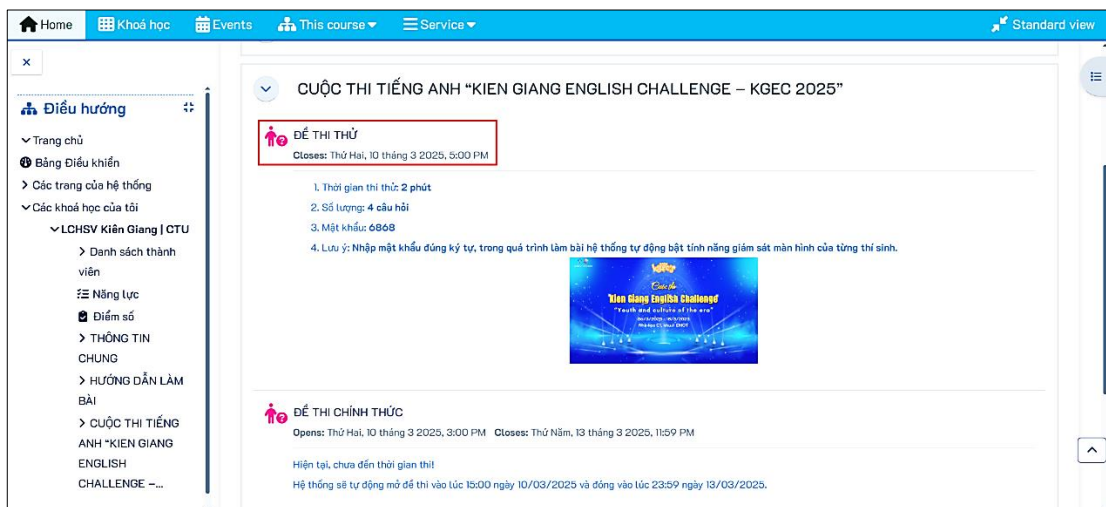 Home
Khoá học
Events
This course
Service
Standard view
×
Điều hướng
Trang chủ
Bảng Điều khiển
Các trang của hệ thống
Các khoá học của tôi
LCHSV Kiên Giang | CTU
Danh sách thành
viên
Năng lực
Điểm số
THÔNG TIN
CHUNG
HƯỚNG DẪN LÀM
BÀI
CUỘC THI TIẾNG
ANH “KIEN GIANG
ENGLISH
CHALLENGE –...
CUỘC THI TIẾNG ANH “KIEN GIANG ENGLISH CHALLENGE – KGEC 2025”
ĐỀ THI THỬ
Closes: Thứ Hai, 10 tháng 3 2025, 5:00 PM
1. Thời gian thi thử: 2 phút
2. Số lượng: 4 câu hỏi
3. Mật khẩu: 6868
4. Lưu ý: Nhập mật khẩu đúng ký tự, trong quá trình làm bài hệ thống tự động bật tính năng giám sát màn hình của từng thí sinh.
Cuộc thi
"Kien Giang English Challenge"
"Youth and culture of the era"
ĐỀ THI CHÍNH THỨC
Opens: Thứ Hai, 10 tháng 3 2025, 3:00 PM Closes: Thứ Năm, 13 tháng 3 2025, 11:59 PM
Hiện tại, chưa đến thời gian thi!
Hệ thống sẽ tự động mở đề thi vào lúc 15:00 ngày 10/03/2025 và đóng vào lúc 23:59 ngày 13/03/2025.